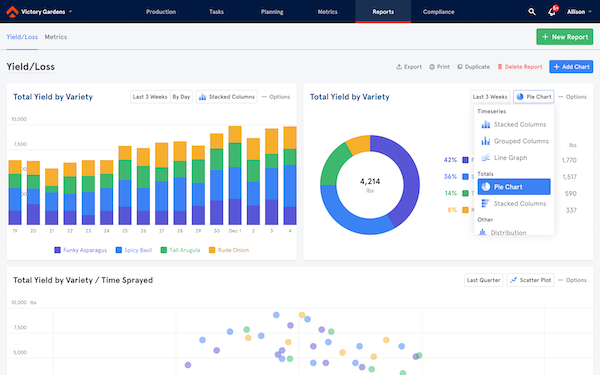 Victory Gardens
Production
Tasks
Planning
Metrics
Reports
Compliance
Allison
Yield/Loss
Metrics
+ New Report
Yield/Loss
Export
Print
Duplicate
Delete Report
+ Add Chart
Total Yield by Variety
Last 3 Weeks
By Day
Stacked Columns
Options
10,000
7,500
5,000
2,500
19 20 21 22 23 24 25 26 27 28 29 30 Dec 1 2 3 4
Funky Asparagus
Spicy Basil
Tall Arugula
Rude Onion
Total Yield by Variety
Last 3 Weeks
Pie Chart
Options
4,214
lbs
lbs
42%
1,770
36%
1,517
14%
590
8%
337
Timeseries
Stacked Columns
Grouped Columns
Line Graph
Totals
Pie Chart
Stacked Columns
Other
Distribution
Total Yield by Variety / Time Sprayed
Last Quarter
Scatter Plot
Options
10,000 lbs
7,500
5,000